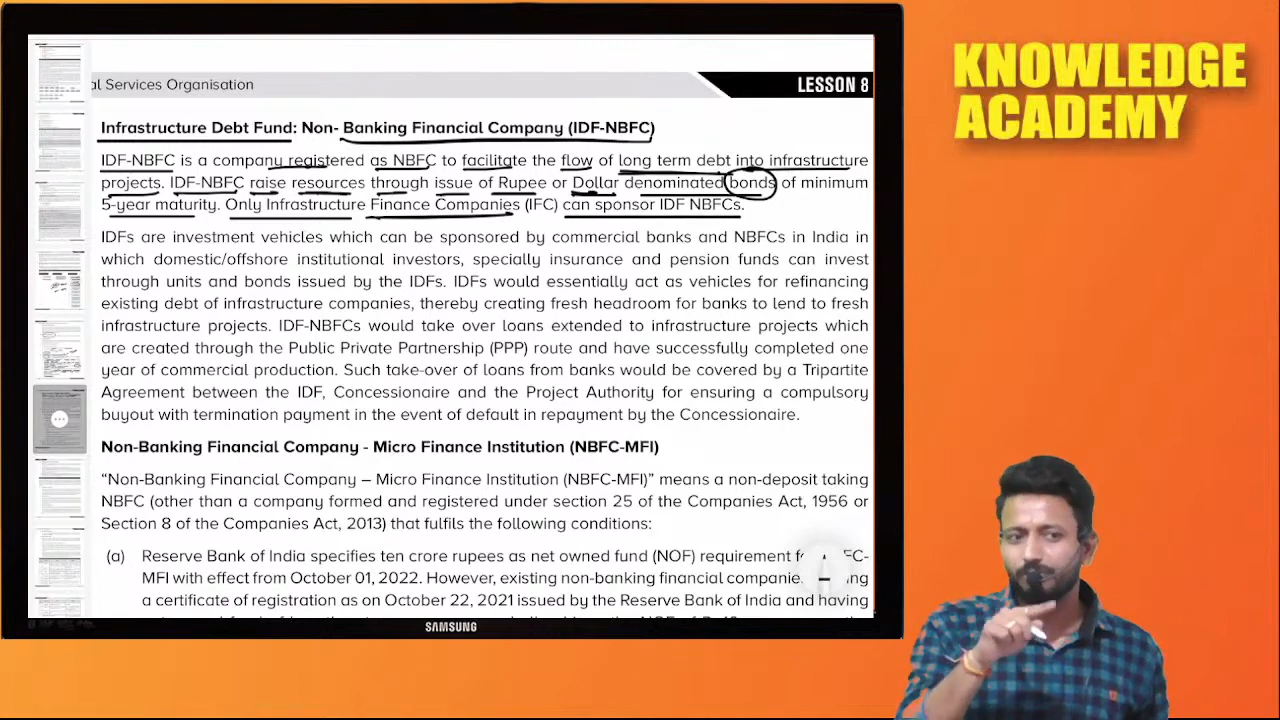 KNOWLEDGE
ACADEMY
al Services Organisation
LESSON 8
Infrastructure Debt Fund: Non- Banking Financial Company (IDF-NBFC)
IDF-NBFC is a company registered as NBFC to facilitate the flow of long term debt into infrastructure
projects. IDF-NBFC raise resources through issue of rupee or dollar denominated bonds of minimum
5-year maturity. Only Infrastructure Finance Companies (IFC) can sponsor IDF NBFCs.
IDFs are investment vehicles which can be sponsored by commercial banks and NBFCs in India in
which domestic/offshore institutional investors, specially insurance and pension funds can invest
through units and bonds issued by the IDFs. IDFs would essentially act as vehicles for refinancing
existing debt of infrastructure companies, thereby creating fresh headroom for banks to lend to fresh
infrastructure projects. IDF-NBFCs would take over loans extended to infrastructure projects which
are created through the Public Private Partnership (PPP) route and have successfully completed one
year of commercial production. Such take-over of loans from banks would be covered by a Tripartite
Agreement between the IDF, Concessionaire and the Project Authority for ensuring a compulsory
buyout with termination payment in the event of default in repayment by the Concessionaire.
Non-Banking Financial Company - Micro Finance Institution (NBFC-MFI)
“Non-Banking Financial Company – Micro Finance Institution (NBFC-MFI)” means a non-deposit taking
NBFC (other than a company formed and registered under section 25 of the Companies Act, 1956 or
Section 8 of the Companies Act, 2013) that fulfils the following conditions:
(a) The Reserve Bank of India specifies ten crore rupees net owned fund (NOF) requirement
with effect from October 01, 2022. However
certificate of registration the Reserve Bank of India and having
SAMSUNG